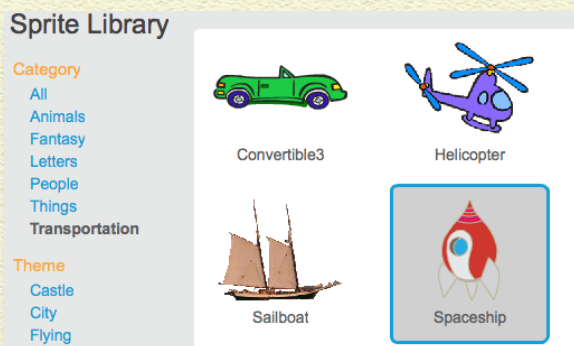 Sprite Library
Category
All
Animals
Fantasy
Letters
People
Things
Transportation
Theme
Castle
City
Flying
Convertible3
Helicopter
Sailboat
Spaceship